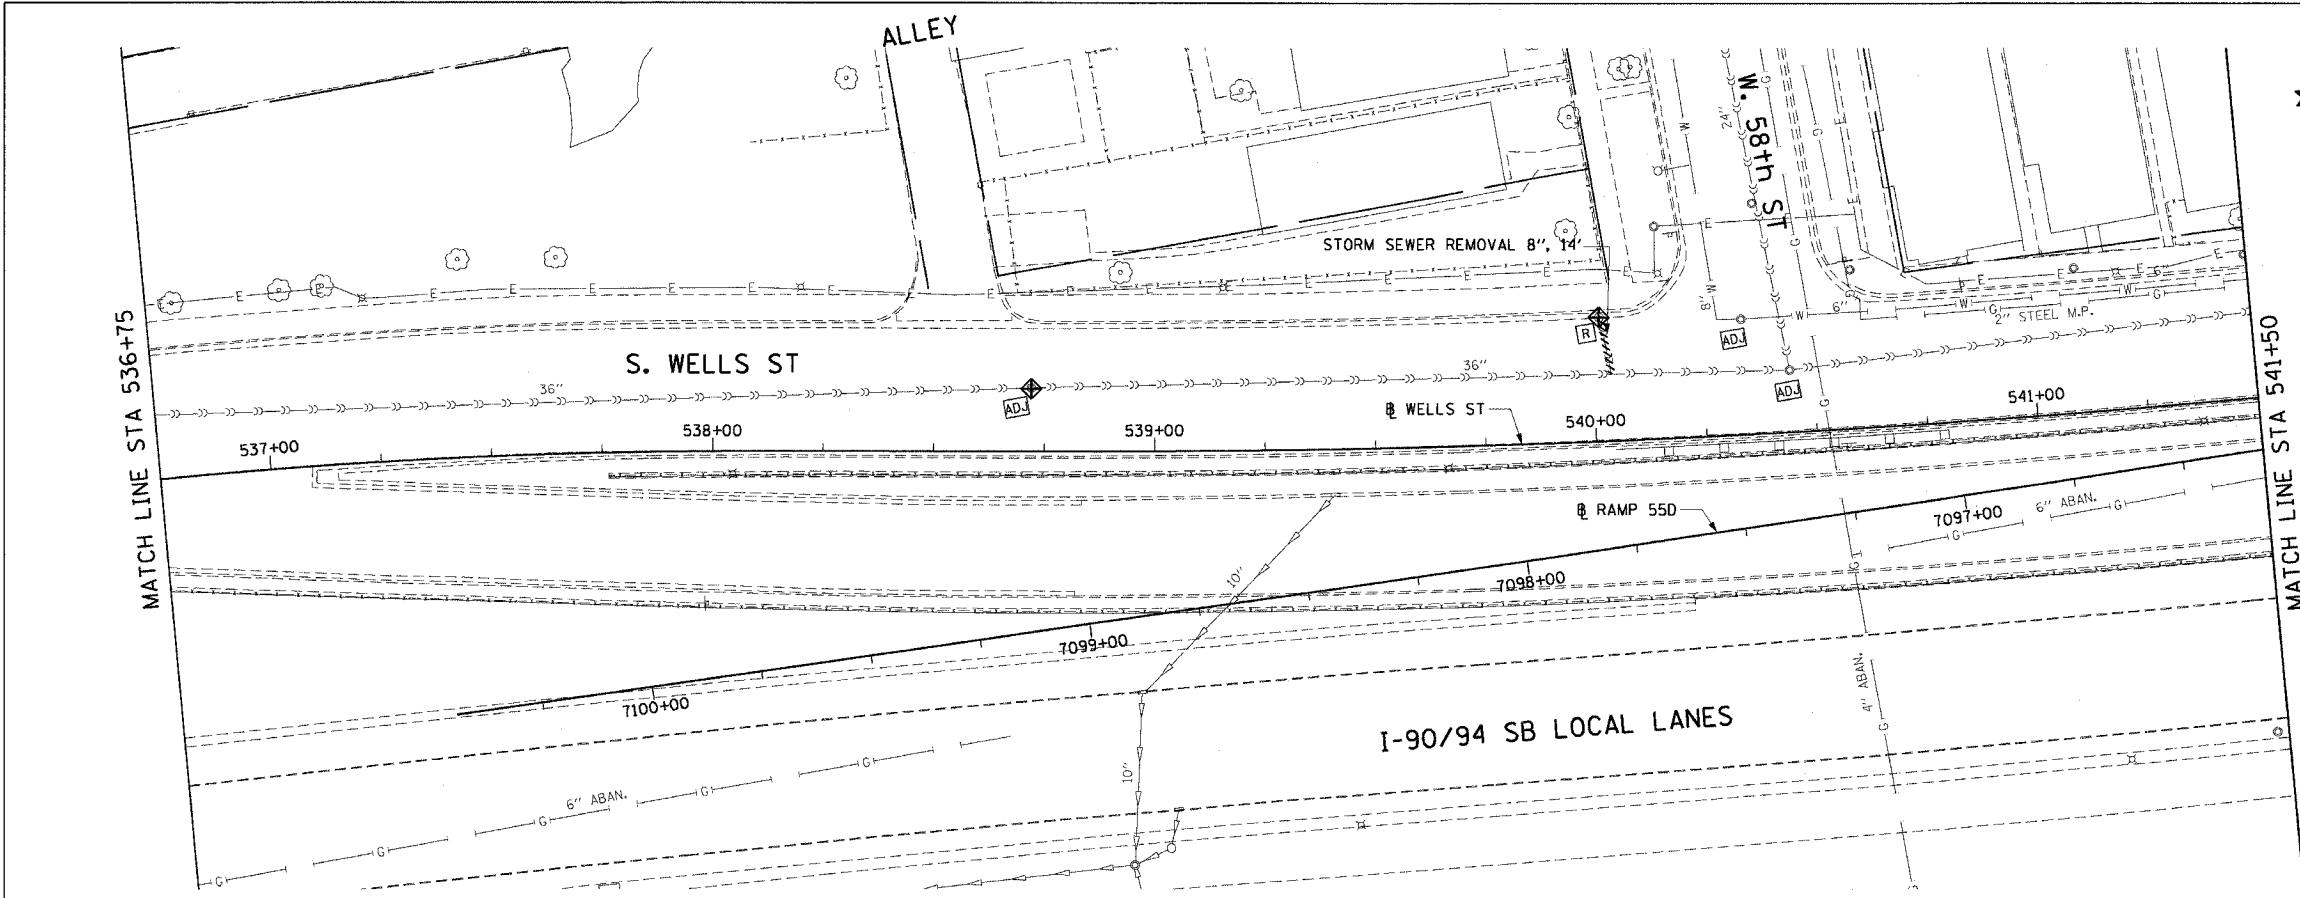 ALLEY
W. 58th ST
24"
STORM SEWER REMOVAL 8", 14'
8"
6"
6"
2" STEEL M.P.
R
ADJ
ADJ
ADJ
S. WELLS ST
36"
36"
MATCH LINE STA 536+75
MATCH LINE STA 541+50
WELLS ST
537+00
538+00
539+00
540+00
541+00
RAMP 55D
7097+00
7098+00
7099+00
7100+00
6" ABAN.
10"
10"
4" ABAN.
6" ABAN.
I-90/94 SB LOCAL LANES